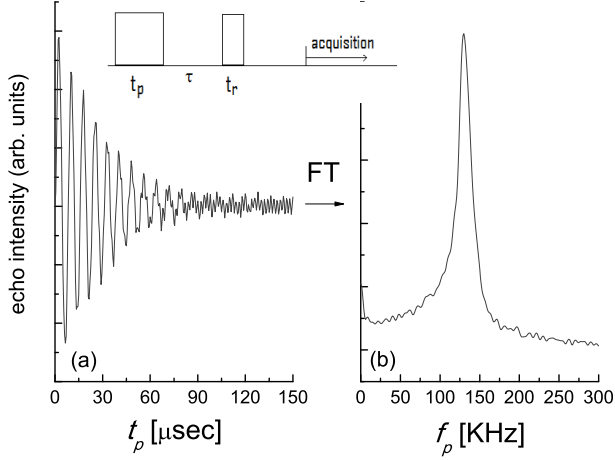 acquisition
t_p τ t_r
echo intensity (arb. units)
FT
(a) (b)
0 30 60 90 120 150
0 50 100 150 200 250 300
t_p [μsec]
f_p [KHz]